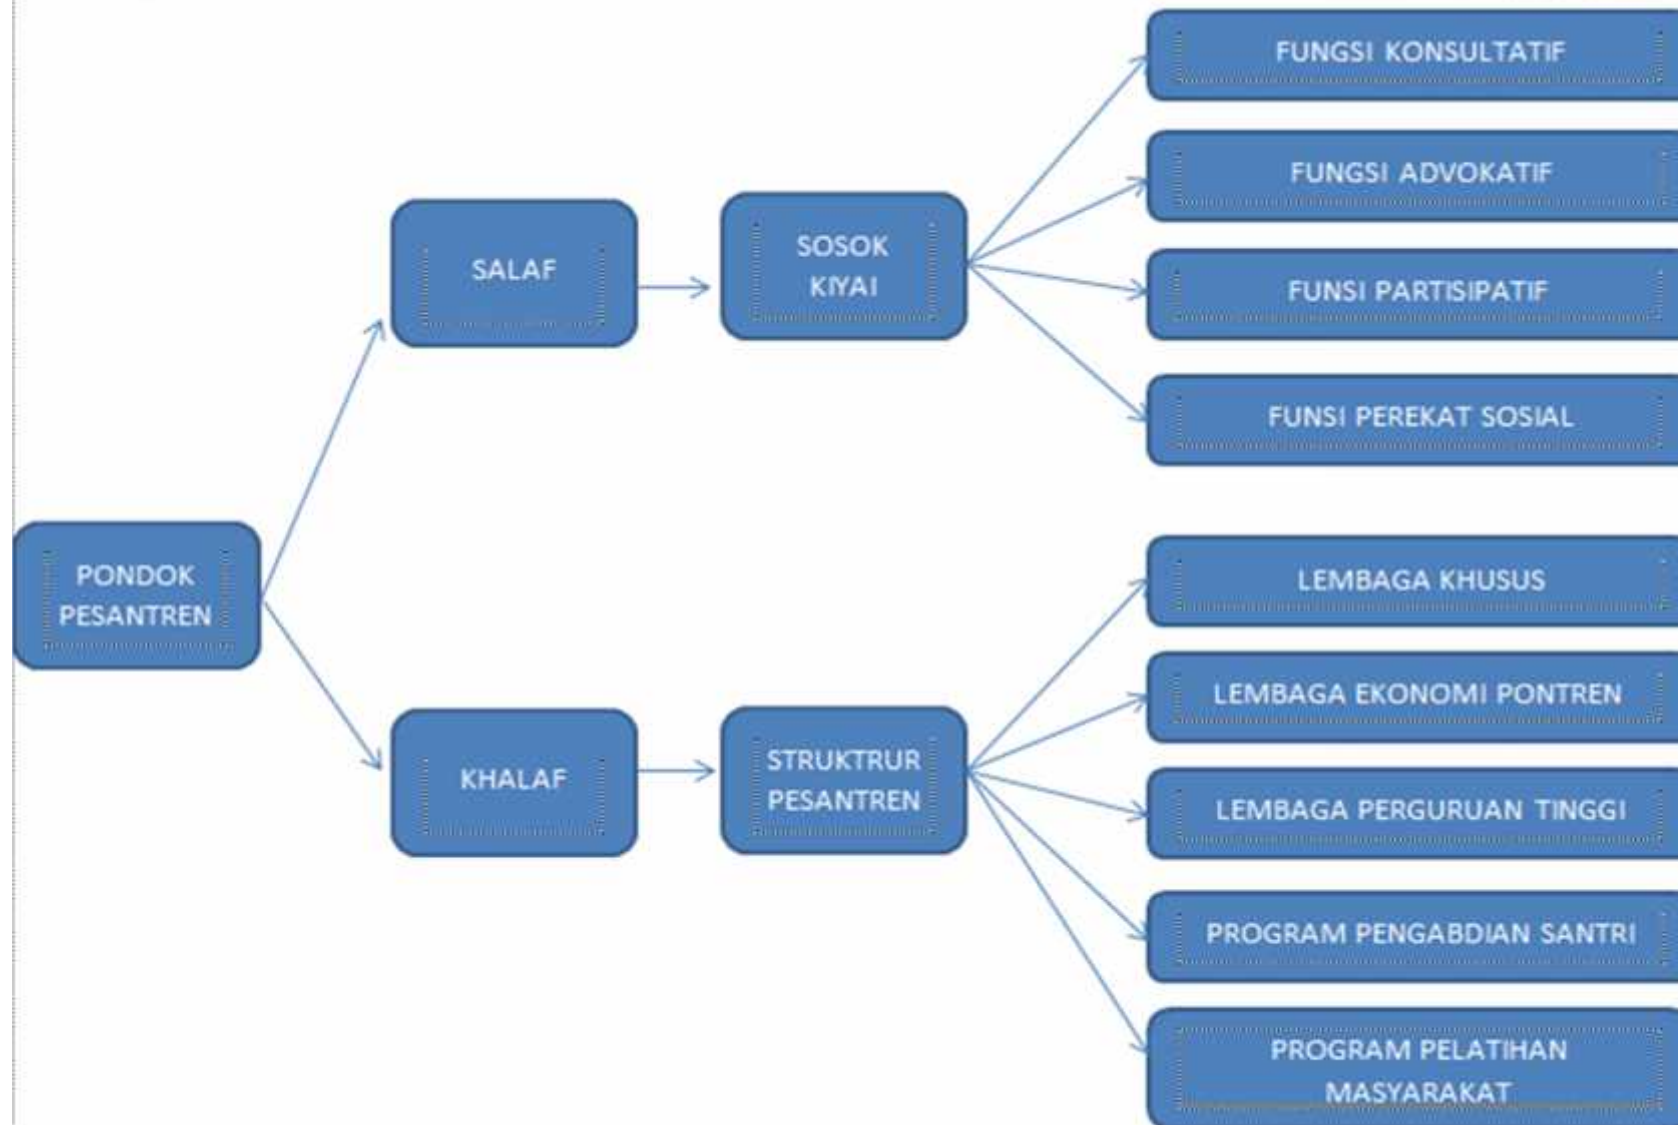 FUNGSI KONSULTATIF
FUNGSI ADVOKATIF
FUNSI PARTISIPATIF
FUNSI PEREKAT SOSIAL
SALAF
SOSOK
KIYAI
PONDOK
PESANTREN
KHALAF
STRUKTRUR
PESANTREN
LEMBAGA KHUSUS
LEMBAGA EKONOMI PONTREN
LEMBAGA PERGURUAN TINGGI
PROGRAM PENGABDIAN SANTRI
PROGRAM PELATIHAN
MASYARAKAT